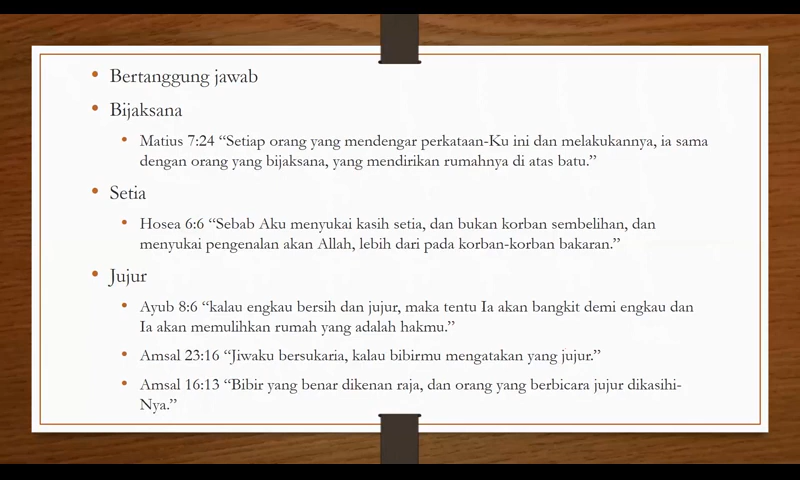 • Bertanggung jawab
• Bijaksana
• Matius 7:24 “Setiap orang yang mendengar perkataan-Ku ini dan melakukannya, ia sama
dengan orang yang bijaksana, yang mendirikan rumahnya di atas batu.”
• Setia
• Hosea 6:6 “Sebab Aku menyukai kasih setia, dan bukan korban sembelihan, dan
menyukai pengenalan akan Allah, lebih dari pada korban-korban bakaran.”
• Jujur
• Ayub 8:6 “kalau engkau bersih dan jujur, maka tentu Ia akan bangkit demi engkau dan
Ia akan memulihkan rumah yang adalah hakmu.”
• Amsal 23:16 “Jiwaku bersukaria, kalau bibirmu mengatakan yang jujur.”
• Amsal 16:13 “Bibir yang benar dikenan raja, dan orang yang berbicara jujur dikasihi-
Nya.”